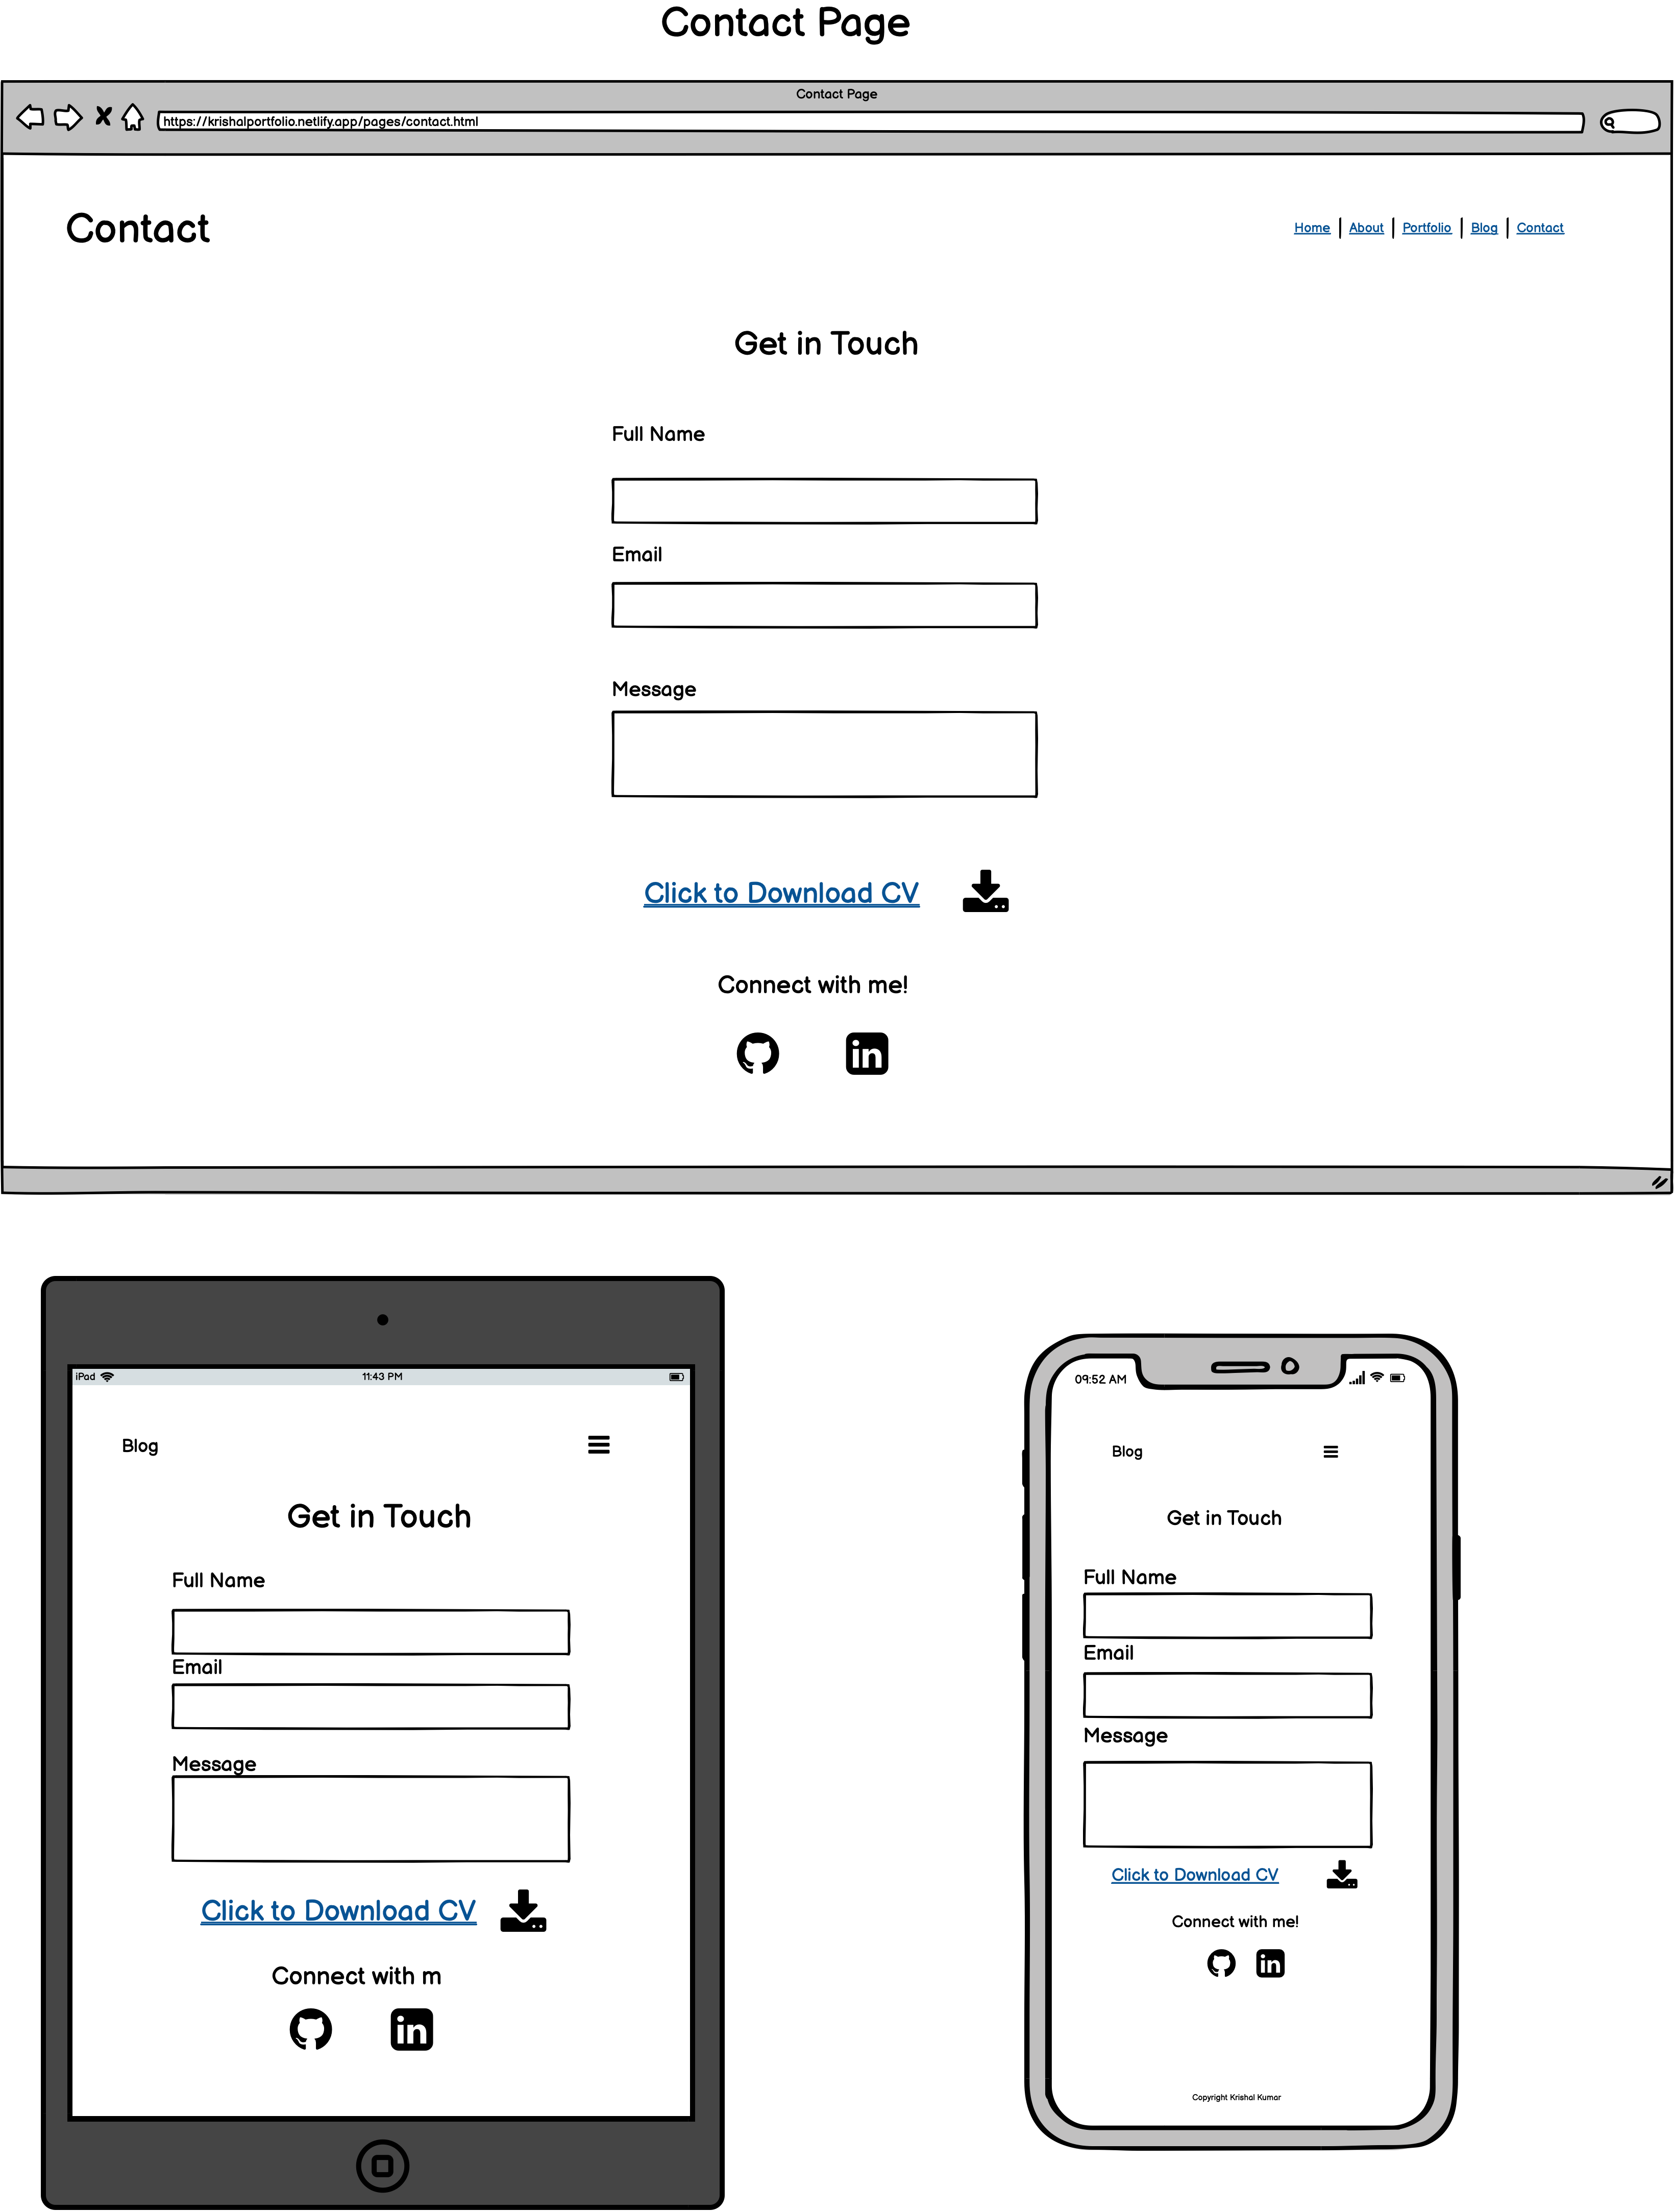 Contact Page
Contact Page
https://krishalportfolio.netlify.app/pages/contact.html
Contact
Home About Portfolio Blog Contact
Get in Touch
Full Name
Email
Message
Click to Download CV
Connect with me!
in
iPad 11:43 PM
Blog
Get in Touch
Full Name
Email
Message
Click to Download CV
Connect with m
in
09:52 AM
Blog
Get in Touch
Full Name
Email
Message
Click to Download CV
Connect with me!
in
Copyright Krishal Kumar